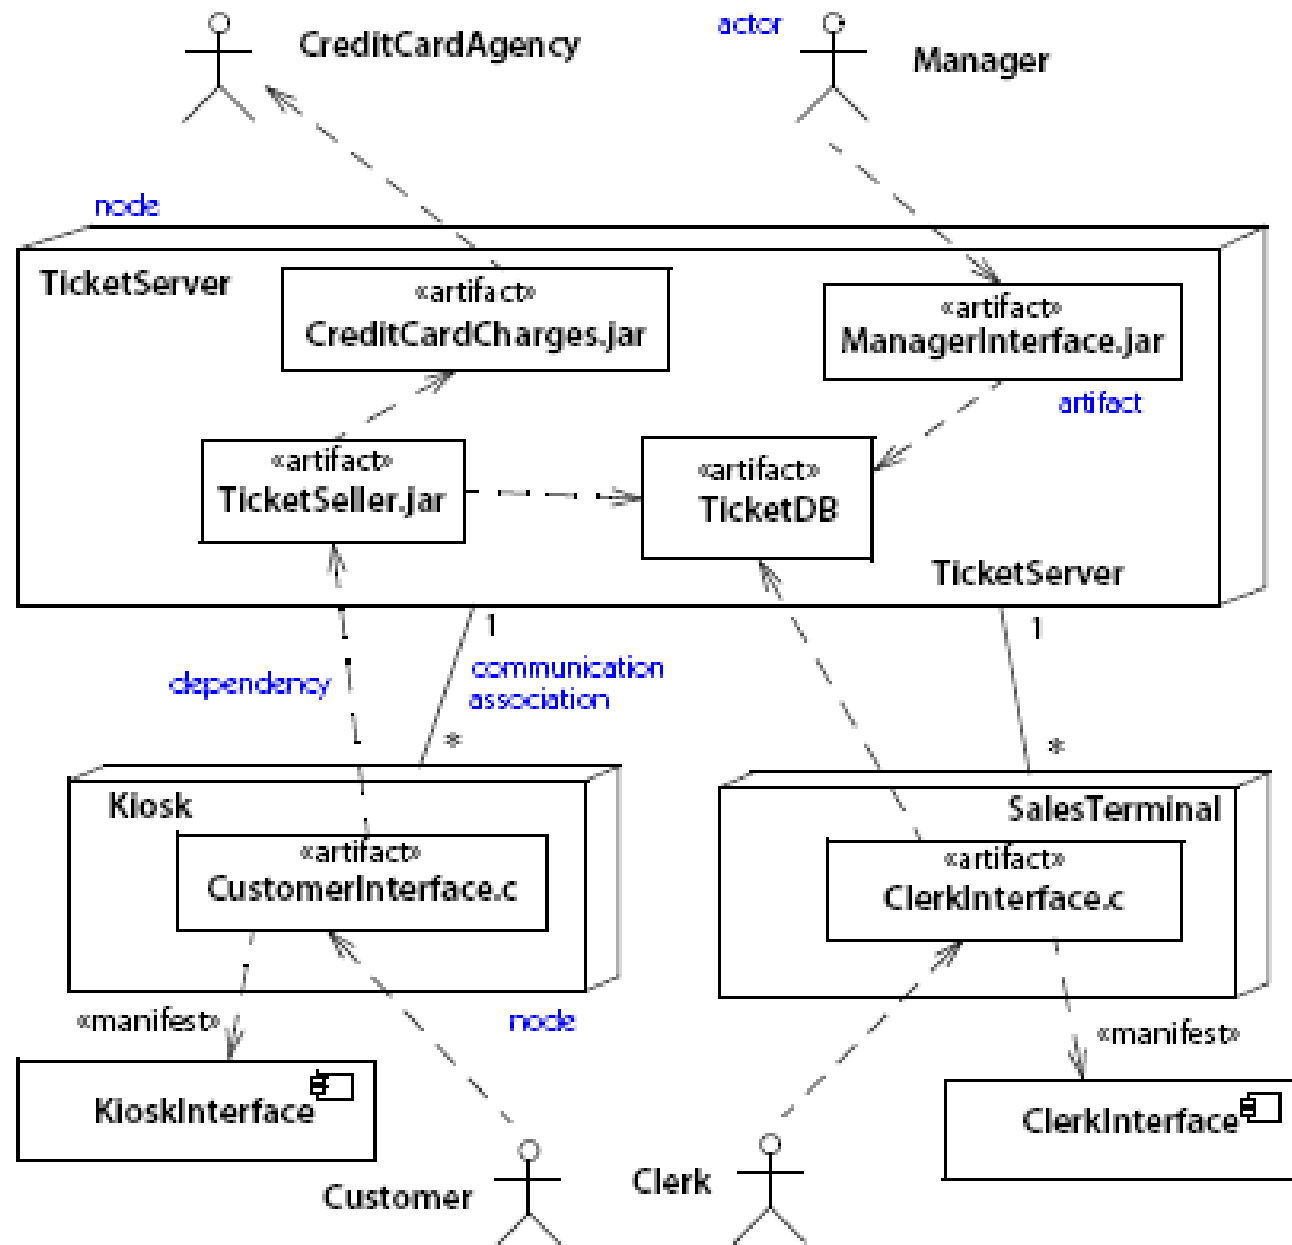 CreditCardAgency
actor
Manager
node
TicketServer
«artifact»
CreditCardCharges.jar
«artifact»
ManagerInterface.jar
artifact
«artifact»
TicketSeller.jar
«artifact»
TicketDB
TicketServer
1
1
dependency
communication
association
*
*
Kiosk
«artifact»
CustomerInterface.c
SalesTerminal
«artifact»
ClerkInterface.c
«manifest»
node
«manifest»
KioskInterface
ClerkInterface
Customer
Clerk